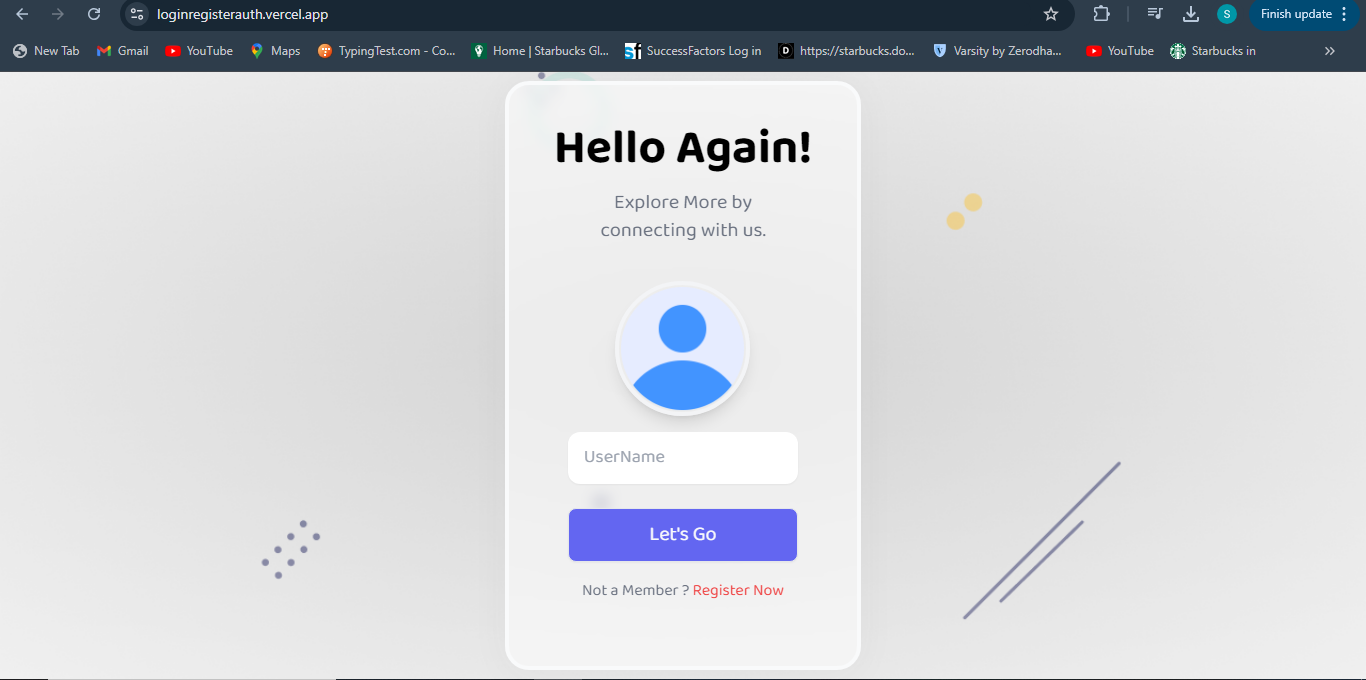 loginregisterauth.vercel.app
S
Finish update
New Tab
Gmail
YouTube
Maps
TypingTest.com - Co...
Home | Starbucks Gl...
SuccessFactors Log in
https://starbucks.do...
Varsity by Zerodha...
YouTube
Starbucks in
»
Hello Again!
Explore More by
connecting with us.
UserName
Let's Go
Not a Member ? Register Now